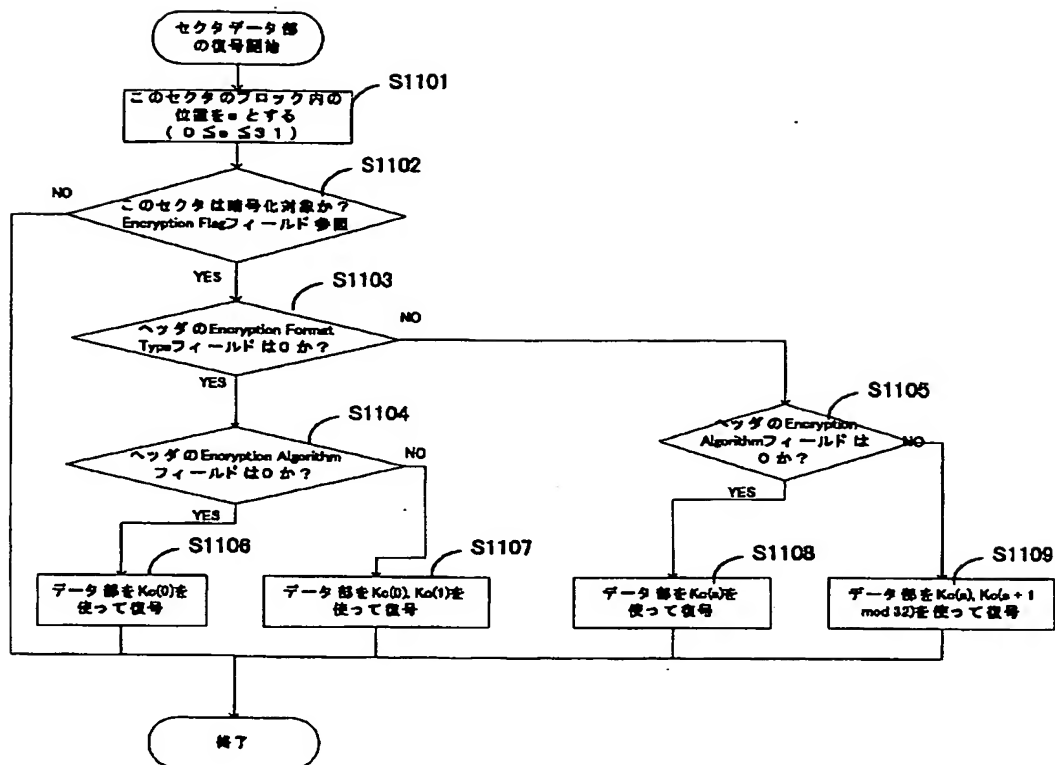 セクタデータ部
の復号開始
S1101
このセクタのブロック内の
位置をsとする
( 0 ≦s ≦31)
S1102
NO
このセクタは暗号化対象か?
Encryption Flagフィールド参照
YES
S1103
NO
ヘッダのEncryption Format
Typeフィールドは0か?
YES
S1104
S1105
ヘッダのEncryption Algorithm
フィールドは0か?
NO
ヘッダのEncryption
Algorithmフィールドは
0か?
NO
YES
YES
S1106
S1107
S1108
S1109
データ部をKc(0)を
使って復号
データ部をKc(0), Kc(1)を
使って復号
データ部をKc(s)を
使って復号
データ部をKc(s), Kc(s + 1
mod 32)を使って復号
終了